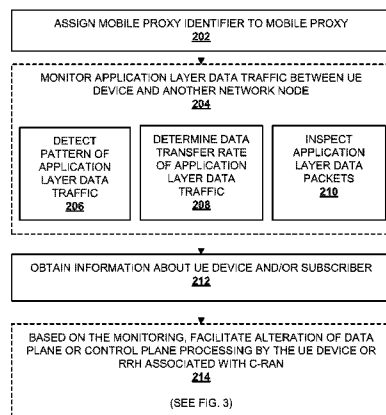 ASSIGN MOBILE PROXY IDENTIFIER TO MOBILE PROXY
202
MONITOR APPLICATION LAYER DATA TRAFFIC BETWEEN UE
DEVICE AND ANOTHER NETWORK NODE
204
DETECT
PATTERN OF
APPLICATION
LAYER DATA
TRAFFIC
206
DETERMINE DATA
TRANSFER RATE
OF APPLICATION
LAYER DATA
TRAFFIC
208
INSPECT
APPLICATION
LAYER DATA
PACKETS
210
OBTAIN INFORMATION ABOUT UE DEVICE AND/OR SUBSCRIBER
212
BASED ON THE MONITORING, FACILITATE ALTERATION OF DATA
PLANE OR CONTROL PLANE PROCESSING BY THE UE DEVICE OR
RRH ASSOCIATED WITH C-RAN
214
(SEE FIG. 3)